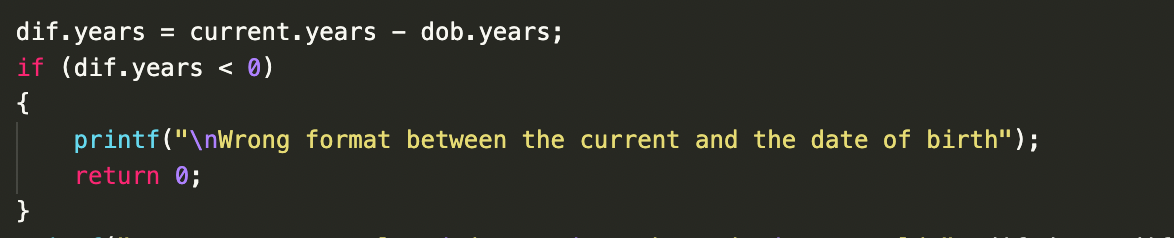 dif.years = current.years - dob.years;
if (dif.years < 0)
{
printf("\nWrong format between the current and the date of birth");
return 0;
}